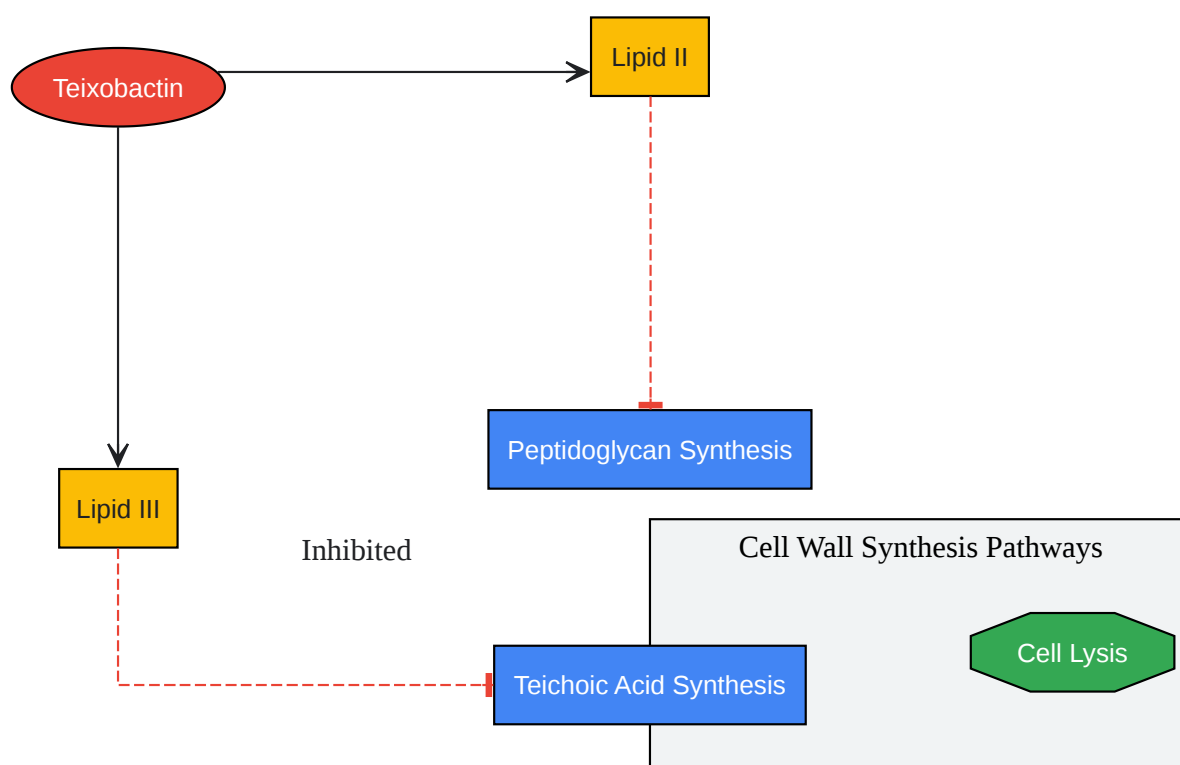 Lipid II
Teixobactin
Peptidoglycan Synthesis
Lipid III
Inhibited
Cell Wall Synthesis Pathways
Cell Lysis
Teichoic Acid Synthesis